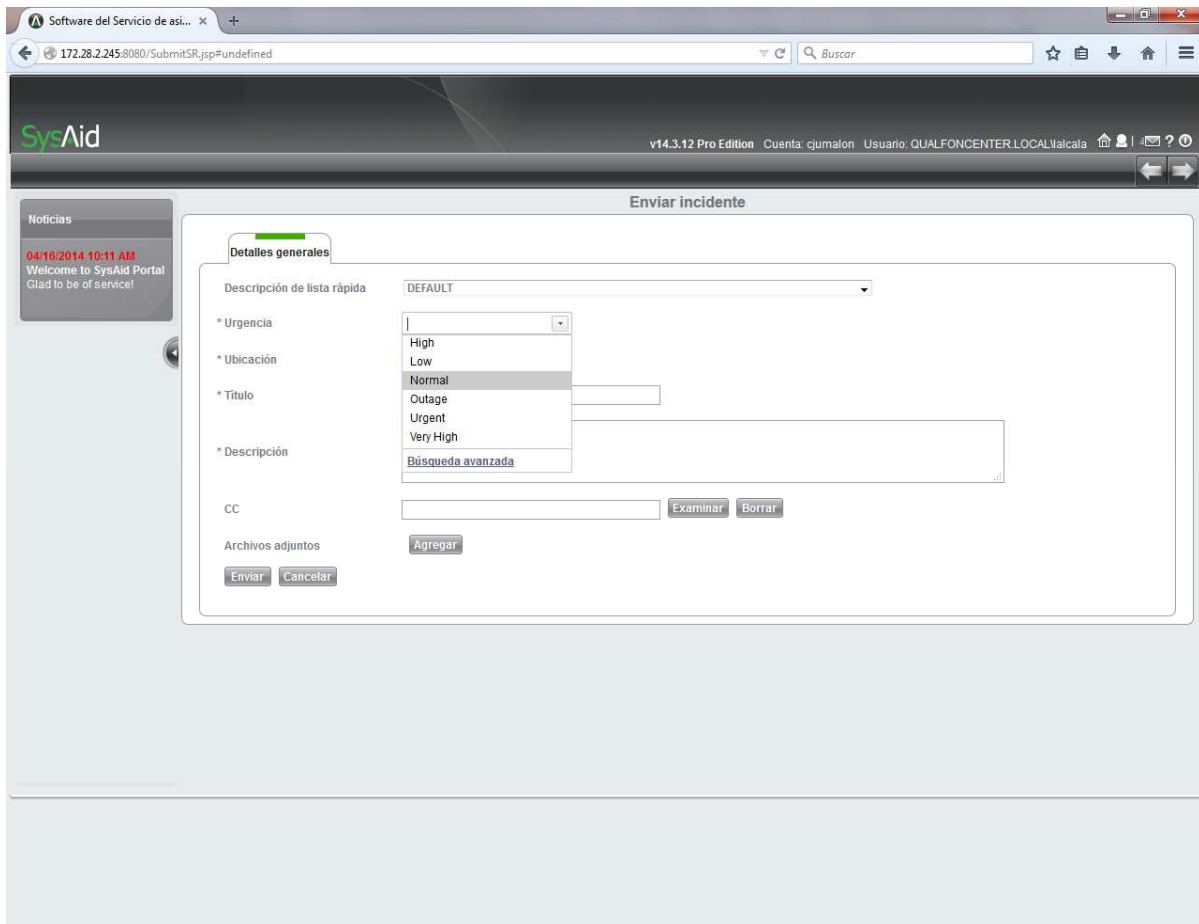 Software del Servicio de asi...
172.28.2.245:8080/SubmitSR.jsp#undefined
Buscar
SysAid
v14.3.12 Pro Edition Cuenta: cjumalon Usuario: QUALFONCENTER.LOCAL\lalcala
Enviar incidente
Noticias
04/16/2014 10:11 AM
Welcome to SysAid Portal
Glad to be of service!
Detalles generales
Descripción de lista ràpida DEFAULT
* Urgencia
High
Low
Normal
Outage
Urgent
Very High
Búsqueda avanzada
* Ubicación
* Título
* Descripción
CC Examinar Borrar
Archivos adjuntos Agregar
Enviar Cancelar